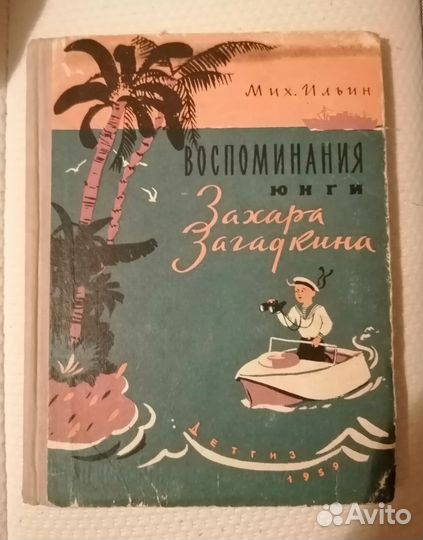 Мих. Ильин
ВОСПОМИНАНИЯ
ЮНГИ
Захара
Загадкина
ДЕТГИЗ
1959
Avito